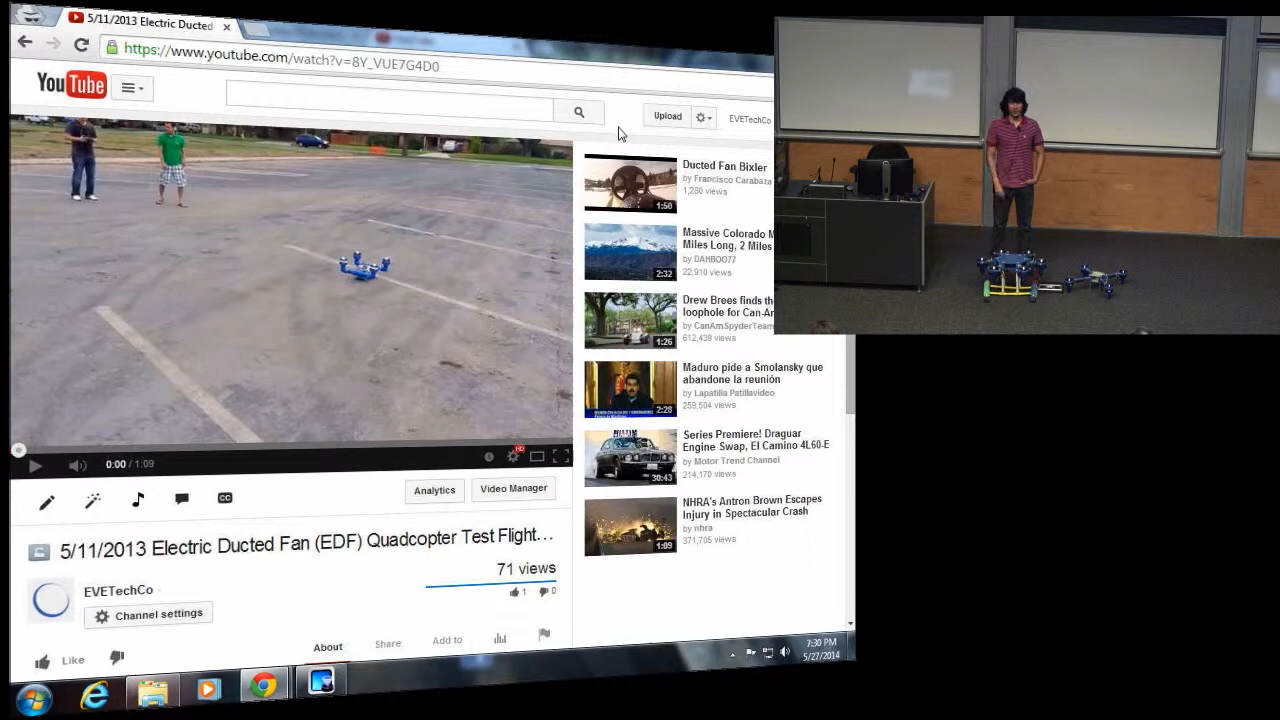 5/11/2013 Electric Ducted
https://www.youtube.com/watch?v=8Y_VUE7G4D0
YouTube
Upload
EVETechCo
Ducted Fan Bixler
by Francisco Carabaza
1,200 views
1:50
Massive Colorado M
Miles Long, 2 Miles
by DAHBOO77
22,910 views
2:32
Drew Brees finds th
loophole for Can-Ar
by CanAmSpyderTeam
612,439 views
1:26
Maduro pide a Smolansky que
abandone la reunión
by Lapatilla Patillavideo
259,504 views
2:20
Series Premiere! Draguar
Engine Swap, El Camino 4L60-E
by Motor Trend Channel
214,170 views
30:43
NHRA's Antron Brown Escapes
Injury in Spectacular Crash
by nhra
371,705 views
1:09
HD
0:00 / 1:09
CC
Analytics
Video Manager
5/11/2013 Electric Ducted Fan (EDF) Quadcopter Test Flight...
71 views
EVETechCo
1
0
Channel settings
About
Share
Add to
Like
7:30 PM
5/27/2014